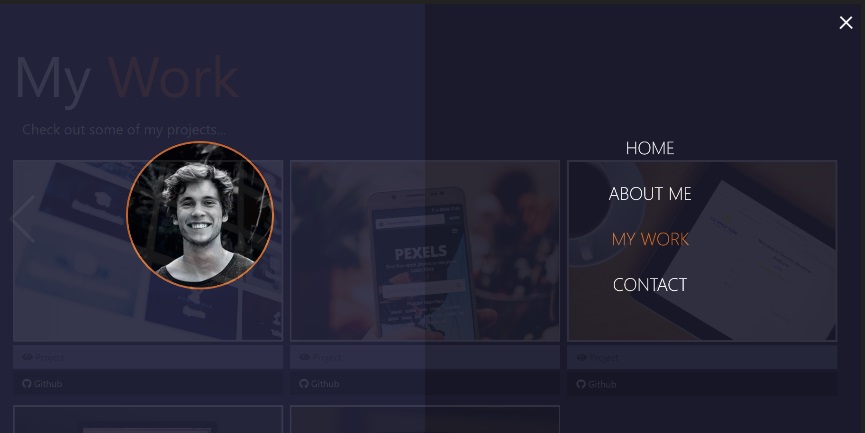 My Work
Check out some of my projects...
HOME
ABOUT ME
MY WORK
CONTACT
PEXELS
Project
Project
Project
Github
Github
Github